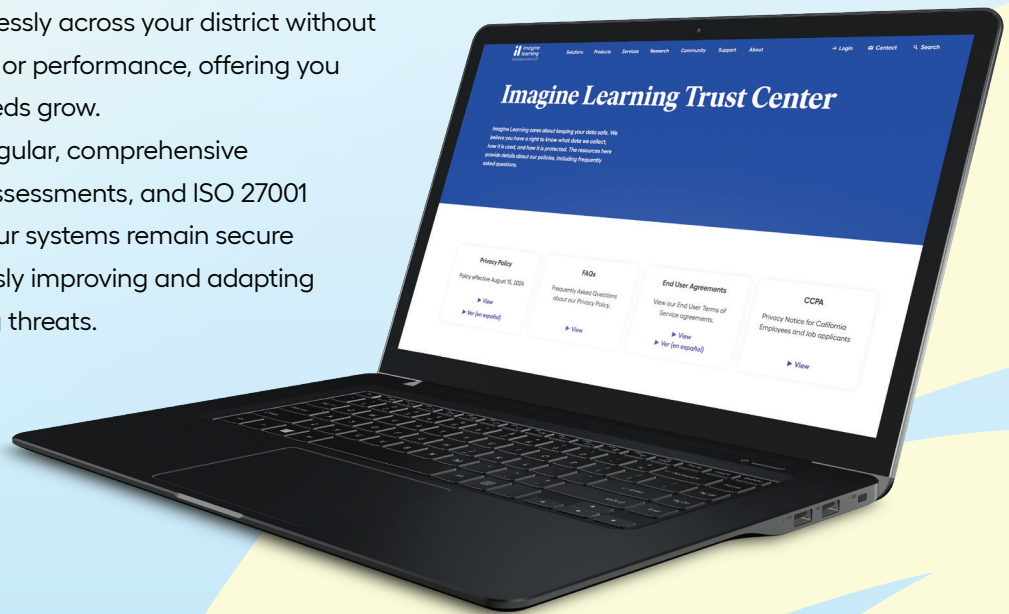 essly across your district without
or performance, offering you
eds grow.
gular, comprehensive
ssessments, and ISO 27001
ur systems remain secure
sly improving and adapting
g threats.
imagine learning
Solutions Products Services Research Community Support About
Login Contact Search
Imagine Learning Trust Center
Imagine Learning cares about keeping your data safe. We
believe you have a right to know what data we collect,
how it is used, and how it is protected. The resources here
provide details about our policies, including frequently
asked questions.
Privacy Policy
Policy effective August 15, 2024
View
Ver (en español)
FAQs
Frequently Asked Questions
about our Privacy Policy.
View
End User Agreements
View our End User Terms of
Service agreements.
View
Ver (en español)
CCPA
Privacy Notice for California
Employees and Job applicants
View